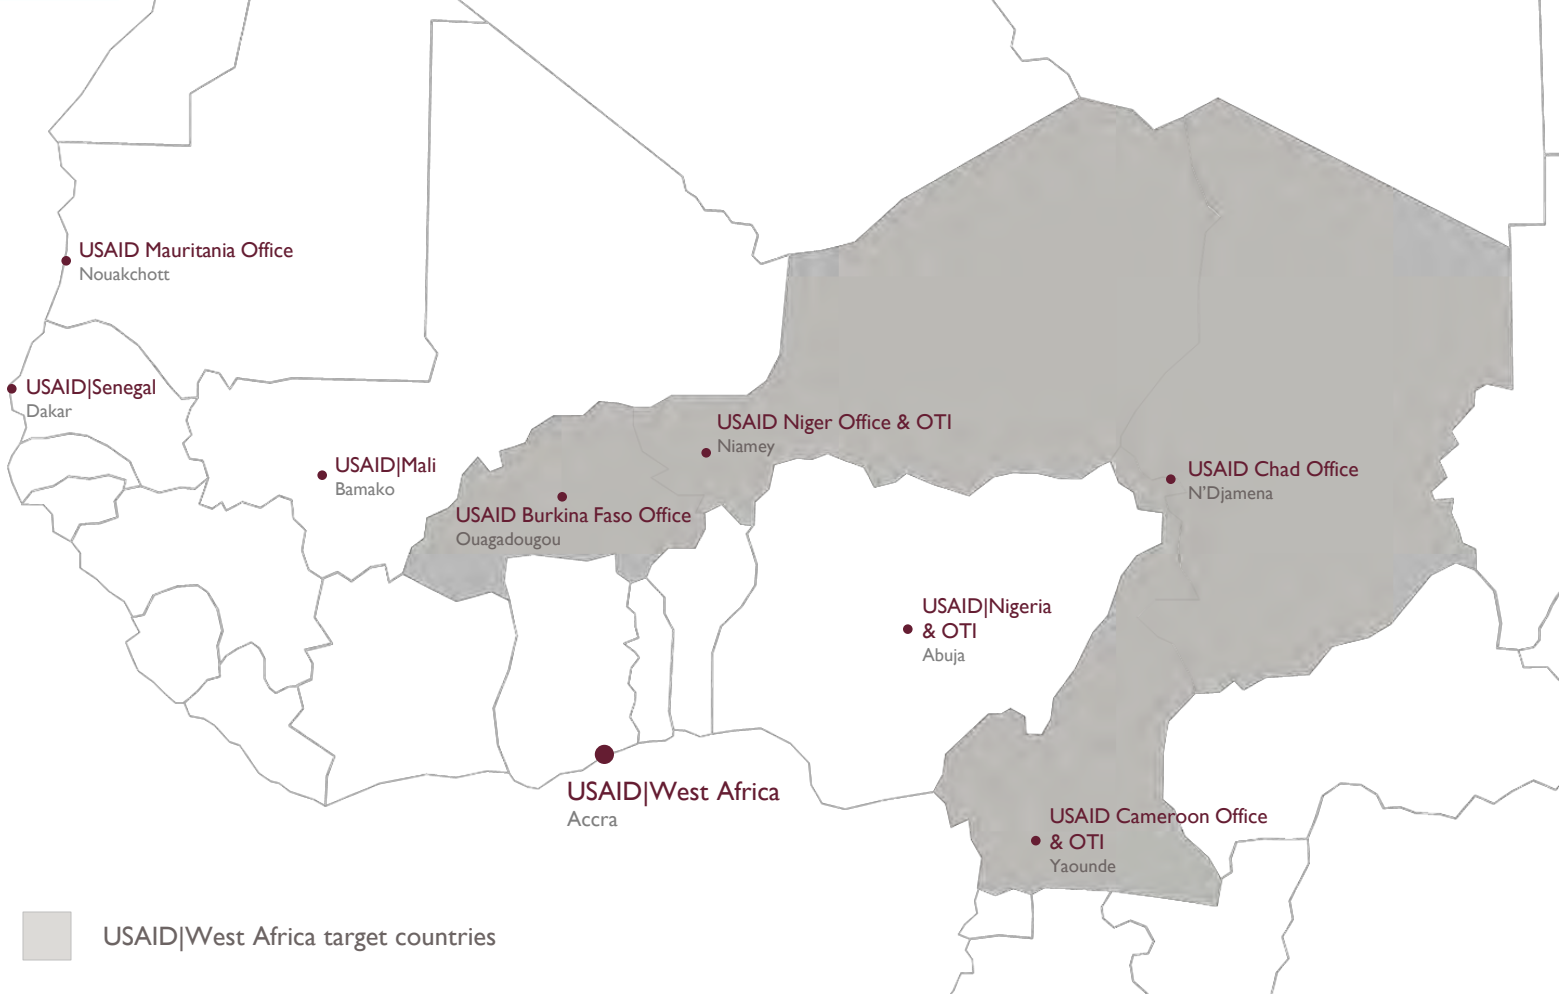 USAID Mauritania Office
Nouakchott
USAID|Senegal
Dakar
USAID Niger Office & OTI
Niamey
USAID|Mali
Bamako
USAID Chad Office
N'Djamena
USAID Burkina Faso Office
Ouagadougou
USAID|Nigeria
& OTI
Abuja
USAID|West Africa
Accra
USAID Cameroon Office
& OTI
Yaounde
USAID|West Africa target countries